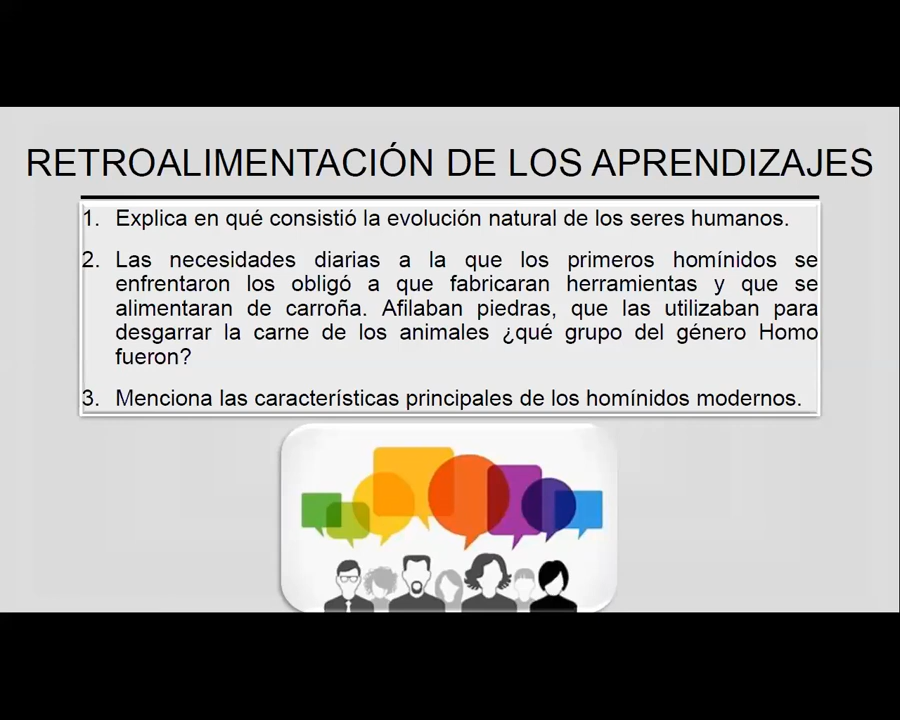 RETROALIMENTACIÓN DE LOS APRENDIZAJES
1. Explica en qué consistió la evolución natural de los seres humanos.
2. Las necesidades diarias a la que los primeros homínidos se
enfrentaron los obligó a que fabricaran herramientas y que se
alimentaran de carroña. Afilaban piedras, que las utilizaban para
desgarrar la carne de los animales ¿qué grupo del género Homo
fueron?
3. Menciona las características principales de los homínidos modernos.